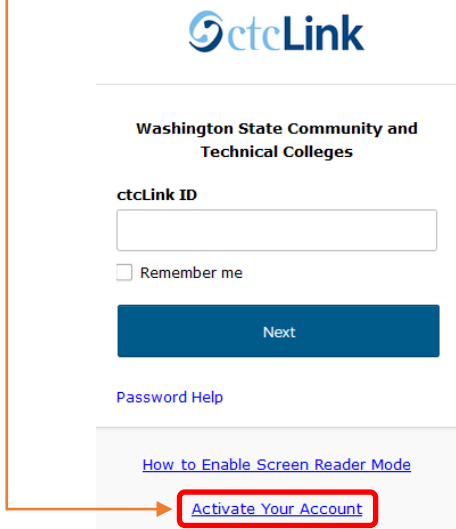 ctcLink
Washington State Community and
Technical Colleges
ctcLink ID
Remember me
Next
Password Help
How to Enable Screen Reader Mode
Activate Your Account